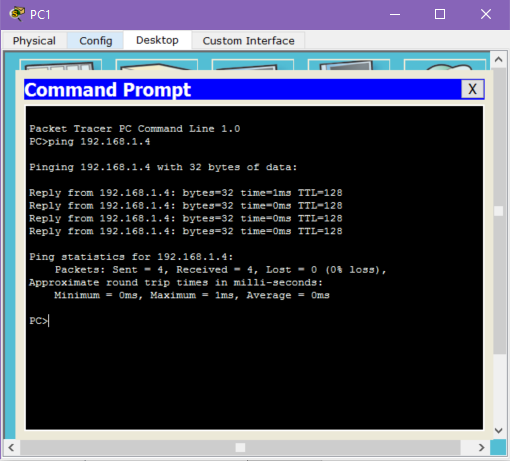 PC1
Physical Config Desktop Custom Interface
Command Prompt X
Packet Tracer PC Command Line 1.0
PC>ping 192.168.1.4
Pinging 192.168.1.4 with 32 bytes of data:
Reply from 192.168.1.4: bytes=32 time=1ms TTL=128
Reply from 192.168.1.4: bytes=32 time=0ms TTL=128
Reply from 192.168.1.4: bytes=32 time=0ms TTL=128
Reply from 192.168.1.4: bytes=32 time=0ms TTL=128
Ping statistics for 192.168.1.4:
Packets: Sent = 4, Received = 4, Lost = 0 (0% loss),
Approximate round trip times in milli-seconds:
Minimum = 0ms, Maximum = 1ms, Average = 0ms
PC>